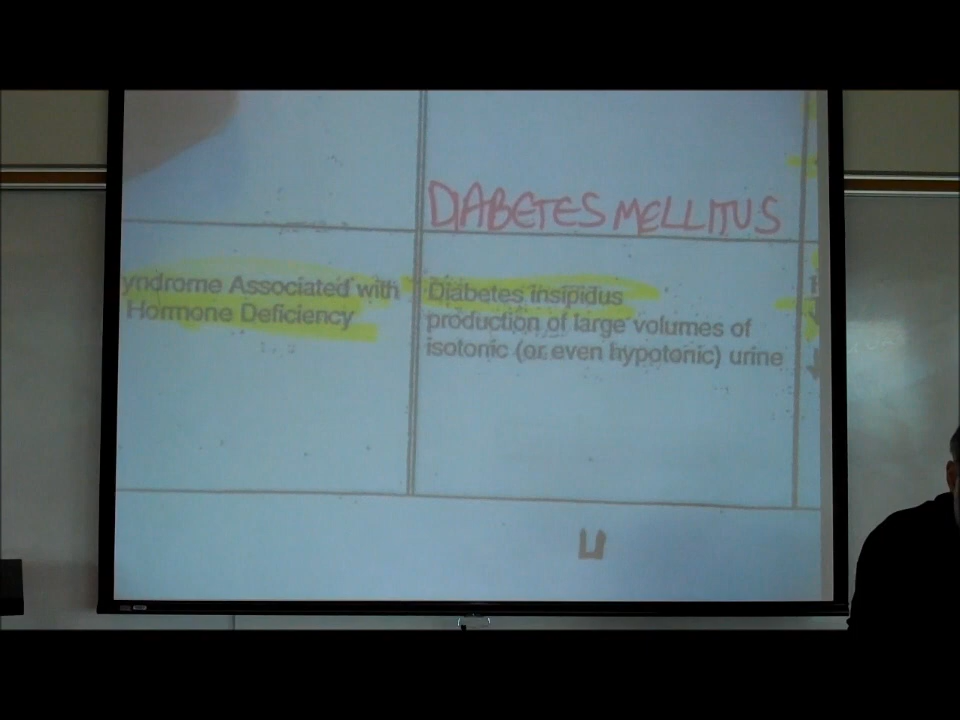 DIABETES MELLITUS
yndrome Associated with
Hormone Deficiency
Diabetes insipidus
production of large volumes of
isotonic (or even hypotonic) urine